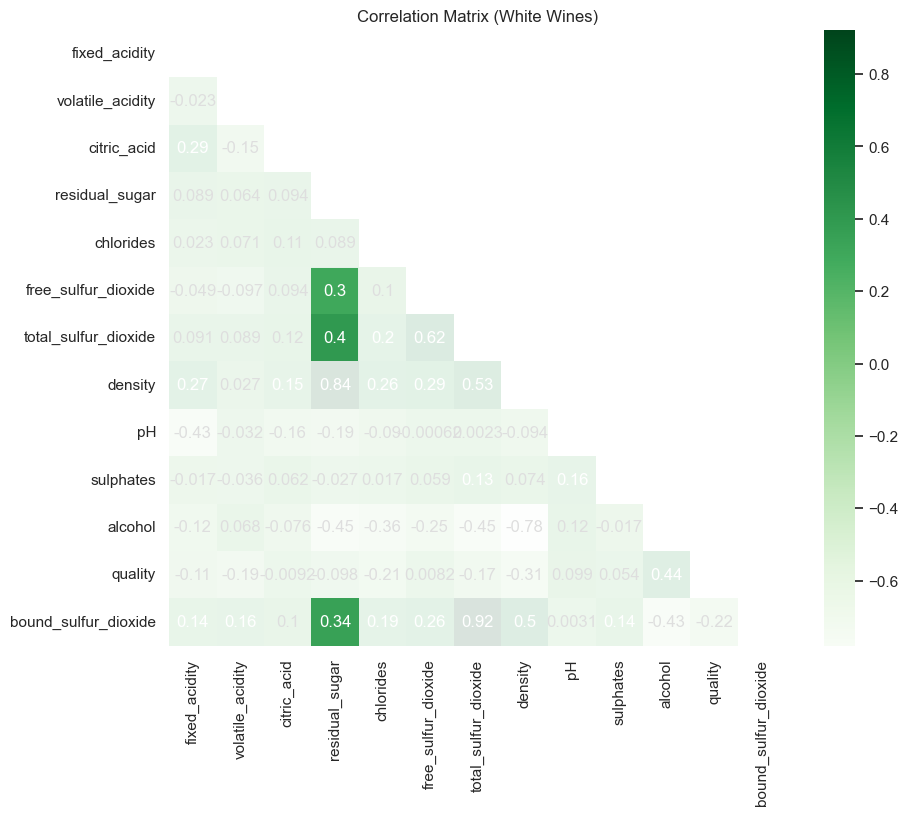 Correlation Matrix (White Wines)
fixed_acidity
volatile_acidity -0.023
citric_acid 0.29 -0.15
residual_sugar 0.089 0.064 0.094
chlorides 0.023 0.071 0.11 0.089
free_sulfur_dioxide -0.049 -0.097 0.094 0.3 0.1
total_sulfur_dioxide 0.091 0.089 0.12 0.4 0.2 0.62
density 0.27 0.027 0.15 0.84 0.26 0.29 0.53
pH -0.43 -0.032 -0.16 -0.19 -0.09 -0.00062 0.0023 -0.094
sulphates -0.017 -0.036 0.062 -0.027 0.017 0.059 0.13 0.074 0.16
alcohol -0.12 0.068 -0.076 -0.45 -0.36 -0.25 -0.45 -0.78 0.12 -0.017
quality -0.11 -0.19 -0.0092 -0.098 -0.21 0.0082 -0.17 -0.31 0.099 0.054 0.44
bound_sulfur_dioxide 0.14 0.16 0.1 0.34 0.19 0.26 0.92 0.5 0.0031 0.14 -0.43 -0.22
fixed_acidity
volatile_acidity
citric_acid
residual_sugar
chlorides
free_sulfur_dioxide
total_sulfur_dioxide
density
pH
sulphates
alcohol
quality
bound_sulfur_dioxide
0.8
0.6
0.4
0.2
0.0
−0.2
−0.4
−0.6